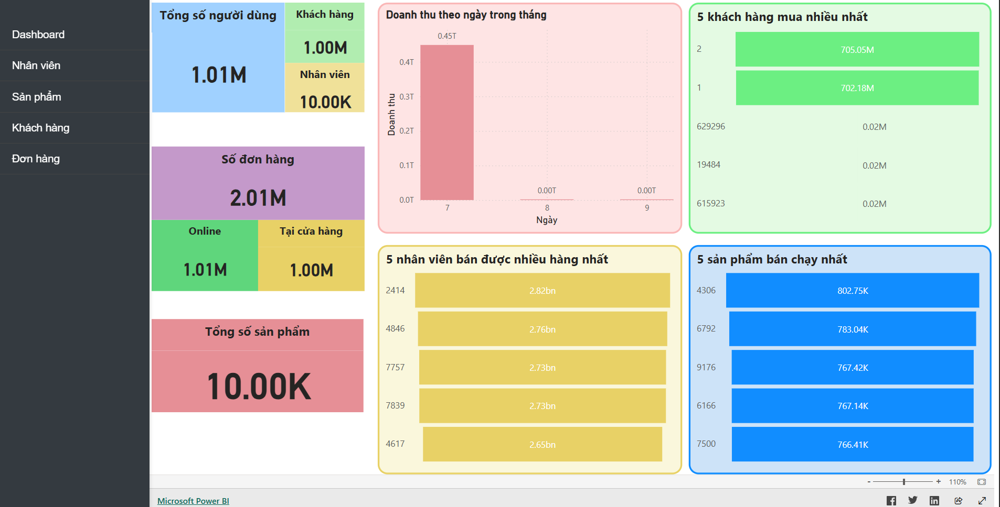 Dashboard
Nhân viên
Sản phẩm
Khách hàng
Đơn hàng
Tổng số người dùng
1.01M
Khách hàng
1.00M
Nhân viên
10.00K
Số đơn hàng
2.01M
Online
1.01M
Tại cửa hàng
1.00M
Tổng số sản phẩm
10.00K
Doanh thu theo ngày trong tháng
Doanh thu
0.4T
0.3T
0.2T
0.1T
0.0T
0.45T
0.00T
0.00T
7
8
9
Ngày
5 khách hàng mua nhiều nhất
2 705.05M
1 702.18M
629296 0.02M
19484 0.02M
615923 0.02M
5 nhân viên bán được nhiều hàng nhất
2414 2.82bn
4846 2.76bn
7757 2.73bn
7839 2.73bn
4617 2.65bn
5 sản phẩm bán chạy nhất
4306 802.75K
6792 783.04K
9176 767.42K
6166 767.14K
7500 766.41K
- + 110%
Microsoft Power BI